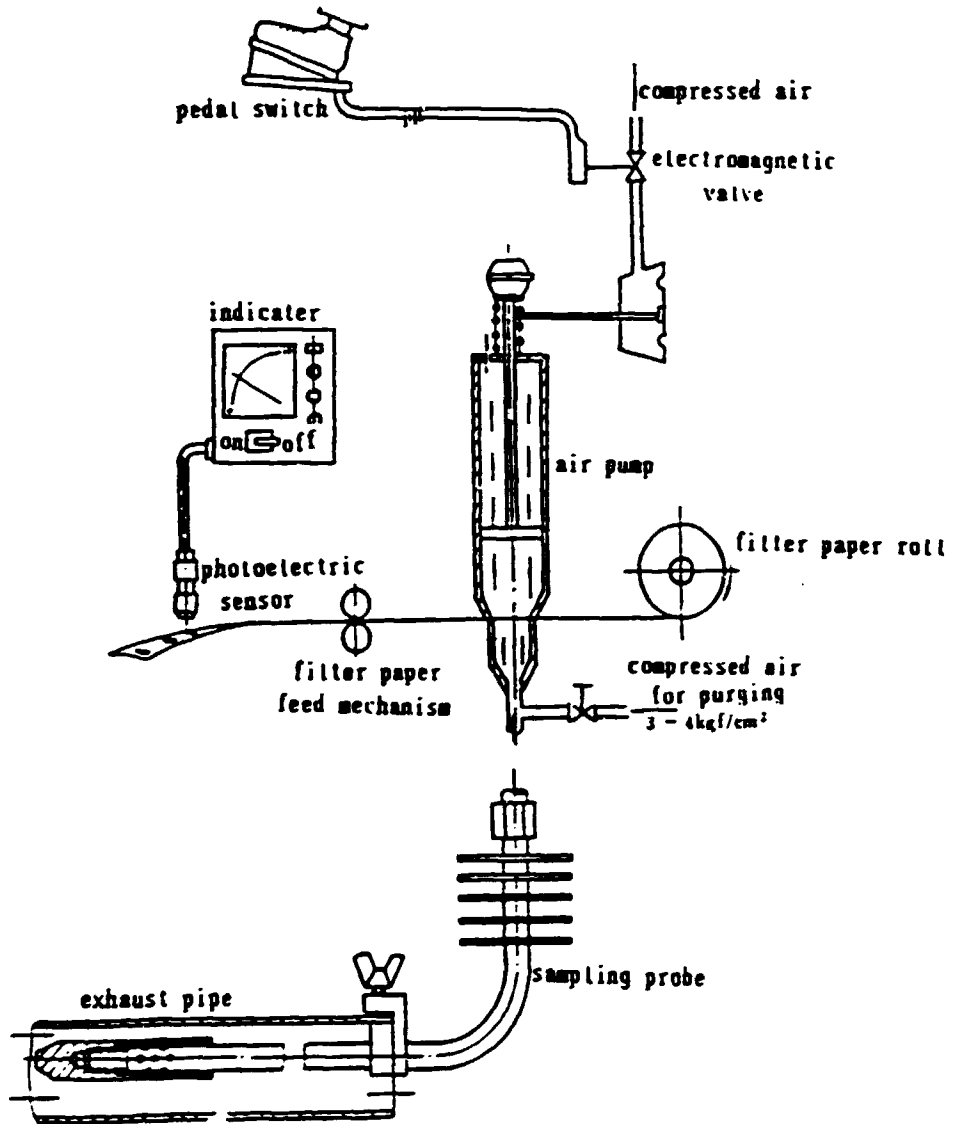 pedal switch
compressed air
electromagnetic
valve
indicater
on off
air pump
filter paper roll
photoelectric
sensor
filter paper
feed mechanism
compressed air
for purging
3 - 4kgf/cm²
sampling probe
exhaust pipe